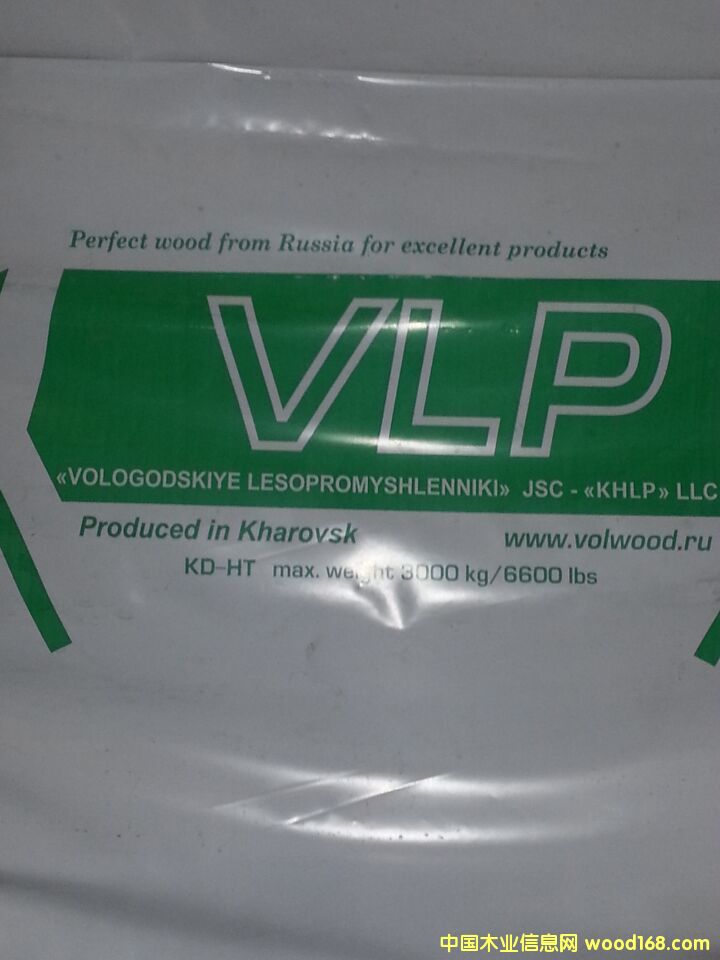 Perfect wood from Russia for excellent products
VLP
«VOLOGODSKIYE LESOPROMYSHLENNIKI» JSC - «KHLP» LLC
Produced in Kharovsk www.volwood.ru
KD-HT max. weight 3000 kg/6600 lbs
中国木业信息网 wood168.com